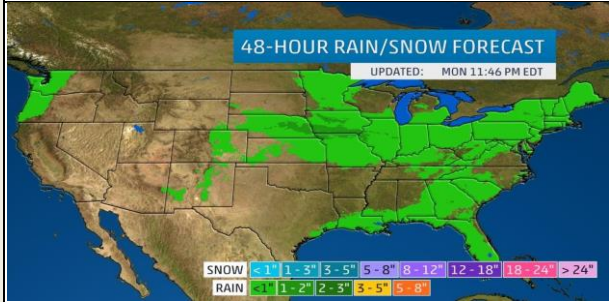 48-HOUR RAIN/SNOW FORECAST
UPDATED: MON 11:46 PM EDT
SNOW <1" 1-3" 3-5" 5-8" 8-12" 12-18" 18-24" >24"
RAIN <1" 1-2" 2-3" 3-5" 5-8"